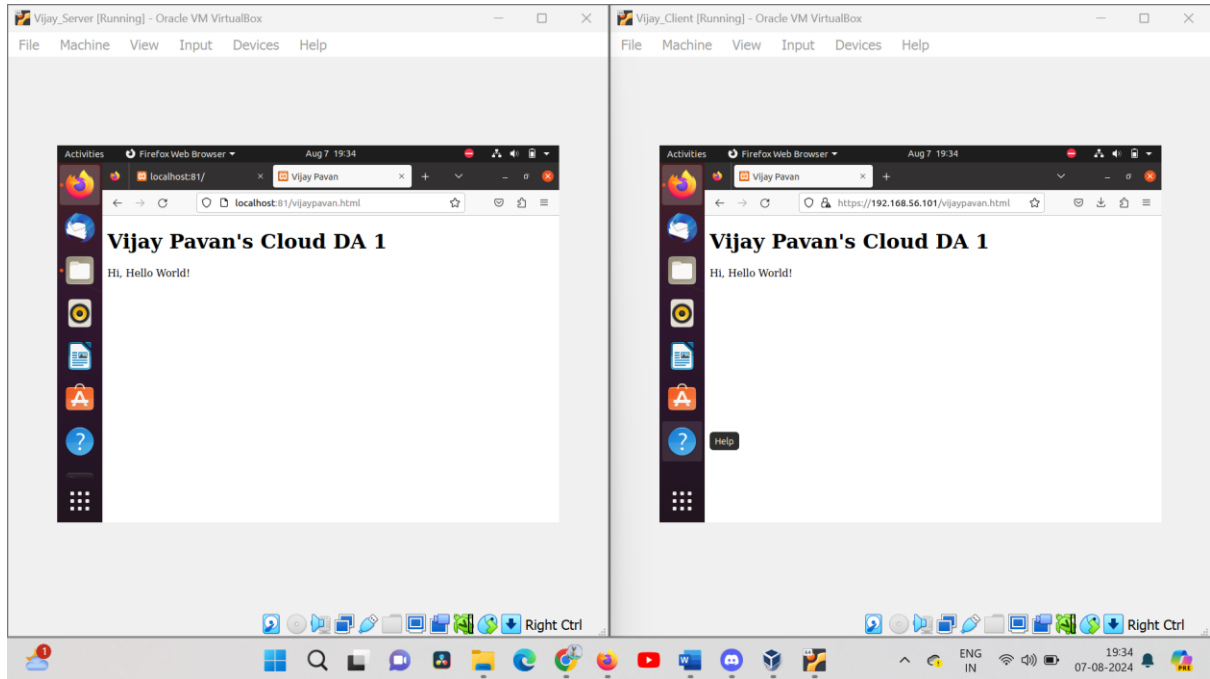 Vijay_Server [Running] - Oracle VM VirtualBox
File Machine View Input Devices Help
Activities Firefox Web Browser Aug 7 19:34
localhost:81/ Vijay Pavan
localhost:81/vijaypavan.html
Vijay Pavan's Cloud DA 1
Hi, Hello World!
Right Ctrl
Vijay_Client [Running] - Oracle VM VirtualBox
File Machine View Input Devices Help
Activities Firefox Web Browser Aug 7 19:34
Vijay Pavan
https://192.168.56.101/vijaypavan.html
Vijay Pavan's Cloud DA 1
Hi, Hello World!
Help
Right Ctrl
1
ENG
IN
19:34
07-08-2024
PRE